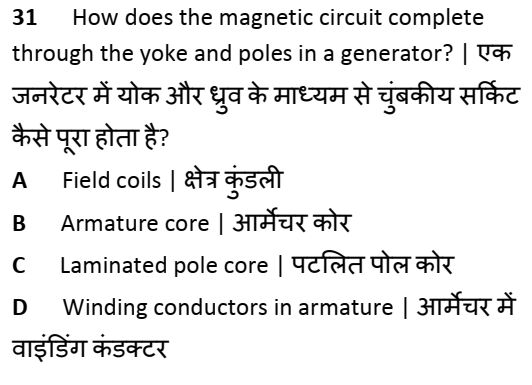 31 How does the magnetic circuit complete
through the yoke and poles in a generator? | एक
जनरेटर में योक और ध्रुव के माध्यम से चुंबकीय सर्किट
कैसे पूरा होता है?
A Field coils | क्षेत्र कुंडली
B Armature core | आर्मेचर कोर
C Laminated pole core | पटलित पोल कोर
D Winding conductors in armature | आर्मेचर में
वाइंडिंग कंडक्टर